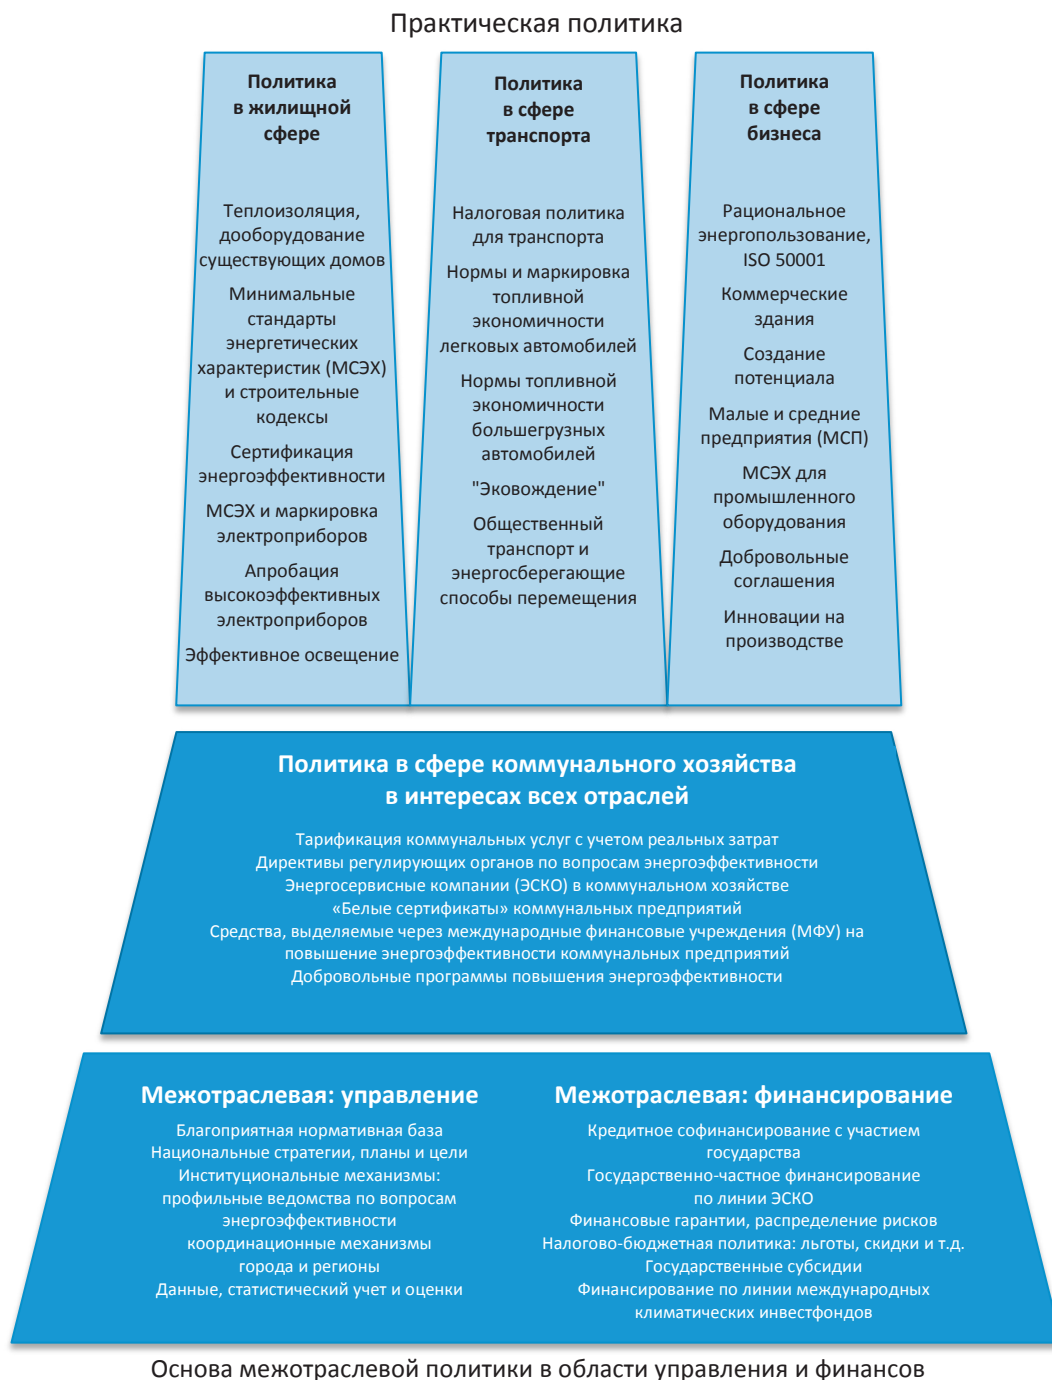 Практическая политика
Политика
в жилищной
сфере
Теплоизоляция,
дооборудование
существующих домов
Минимальные
стандарты
энергетических
характеристик (МСЭХ)
и строительные
кодексы
Сертификация
энергоэффективности
МСЭХ и маркировка
электроприборов
Апробация
высокоэффективных
электроприборов
Эффективное освещение
Политика
в сфере
транспорта
Налоговая политика
для транспорта
Нормы и маркировка
топливной
экономичности
легковых автомобилей
Нормы топливной
экономичности
большегрузных
автомобилей
"Эковождение"
Общественный
транспорт и
энергосберегающие
способы перемещения
Политика
в сфере
бизнеса
Рациональное
энергопользование,
ISO 50001
Коммерческие
здания
Создание
потенциала
Малые и средние
предприятия (МСП)
МСЭХ для
промышленного
оборудования
Добровольные
соглашения
Инновации на
производстве
Политика в сфере коммунального хозяйства
в интересах всех отраслей
Тарификация коммунальных услуг с учетом реальных затрат
Директивы регулирующих органов по вопросам энергоэффективности
Энергосервисные компании (ЭСКО) в коммунальном хозяйстве
«Белые сертификаты» коммунальных предприятий
Средства, выделяемые через международные финансовые учреждения (МФУ) на
повышение энергоэффективности коммунальных предприятий
Добровольные программы повышения энергоэффективности
Межотраслевая: управление
Благоприятная нормативная база
Национальные стратегии, планы и цели
Институциональные механизмы:
профильные ведомства по вопросам
энергоэффективности
координационные механизмы
города и регионы
Данные, статистический учет и оценки
Межотраслевая: финансирование
Кредитное софинансирование с участием
государства
Государственно-частное финансирование
по линии ЭСКО
Финансовые гарантии, распределение рисков
Налогово-бюджетная политика: льготы, скидки и т.д.
Государственные субсидии
Финансирование по линии международных
климатических инвестфондов
Основа межотраслевой политики в области управления и финансов